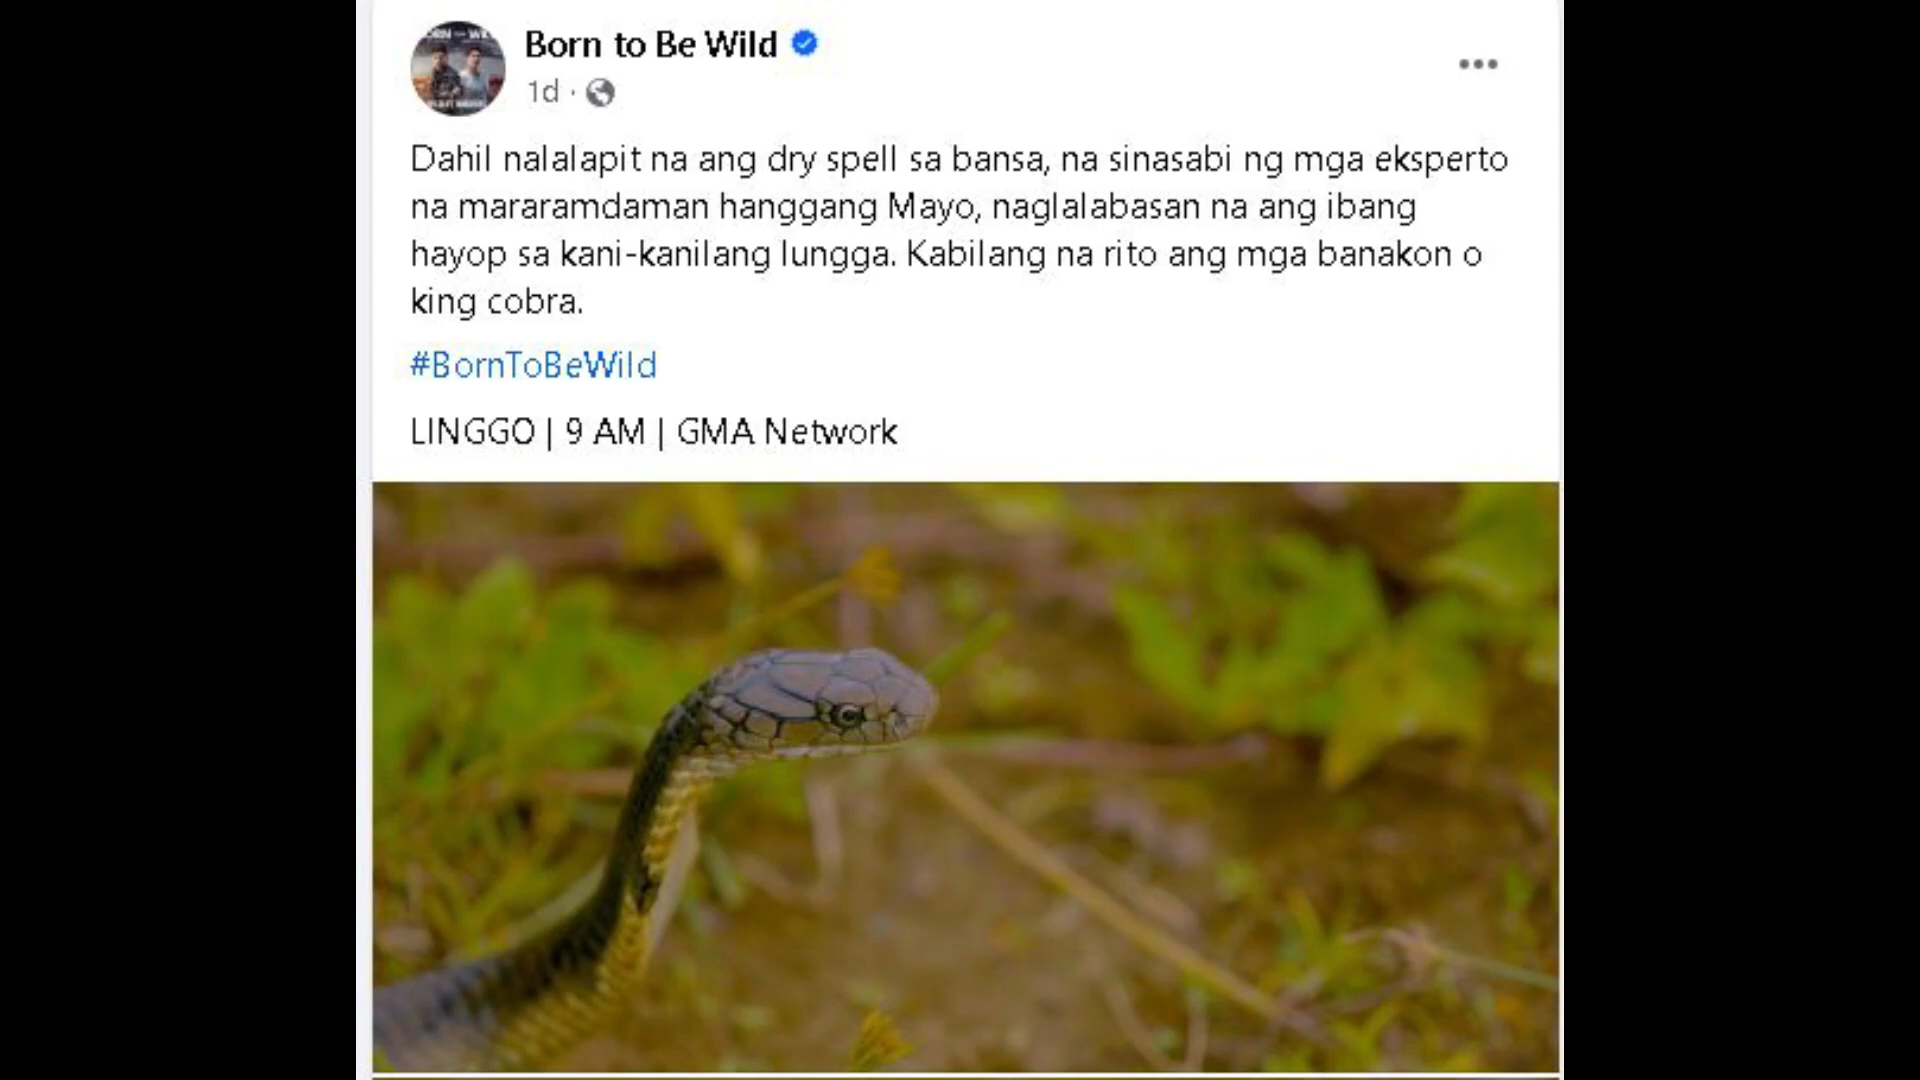 Born to Be Wild
1d ·
Dahil nalalapit na ang dry spell sa bansa, na sinasabi ng mga eksperto
na mararamdaman hanggang Mayo, naglalabasan na ang ibang
hayop sa kani-kanilang lungga. Kabilang na rito ang mga banakon o
king cobra.
#BornToBeWild
LINGGO | 9 AM | GMA Network